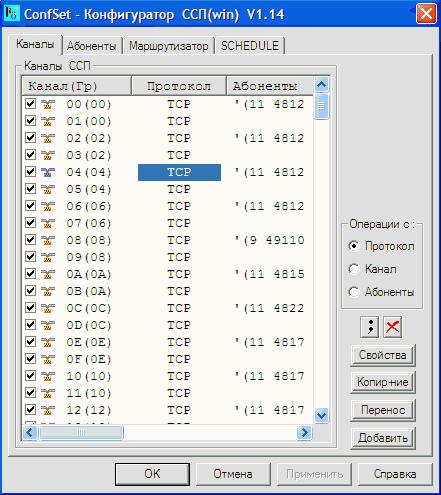 ConfSet - Конфигуратор ССП(win) V1.14
Каналы Абоненты Маршрутизатор SCHEDULE
Каналы ССП
Канал(Гр) Протокол Абоненты
00(00) TCP '(11 4812
01(00) TCP
02(02) TCP '(11 4812
03(02) TCP
04(04) TCP '(11 4812
05(04) TCP
06(06) TCP '(11 4812
07(06) TCP
08(08) TCP '(9 49110
09(08) TCP
0A(0A) TCP '(11 4815
0B(0A) TCP
0C(0C) TCP '(11 4822
0D(0C) TCP
0E(0E) TCP '(11 4817
0F(0E) TCP
10(10) TCP '(11 4817
11(10) TCP
12(12) TCP '(11 4817
Операции с :
Протокол
Канал
Абоненты
;
Свойства
Копир-ние
Перенос
Добавить
OK Отмена Применить Справка